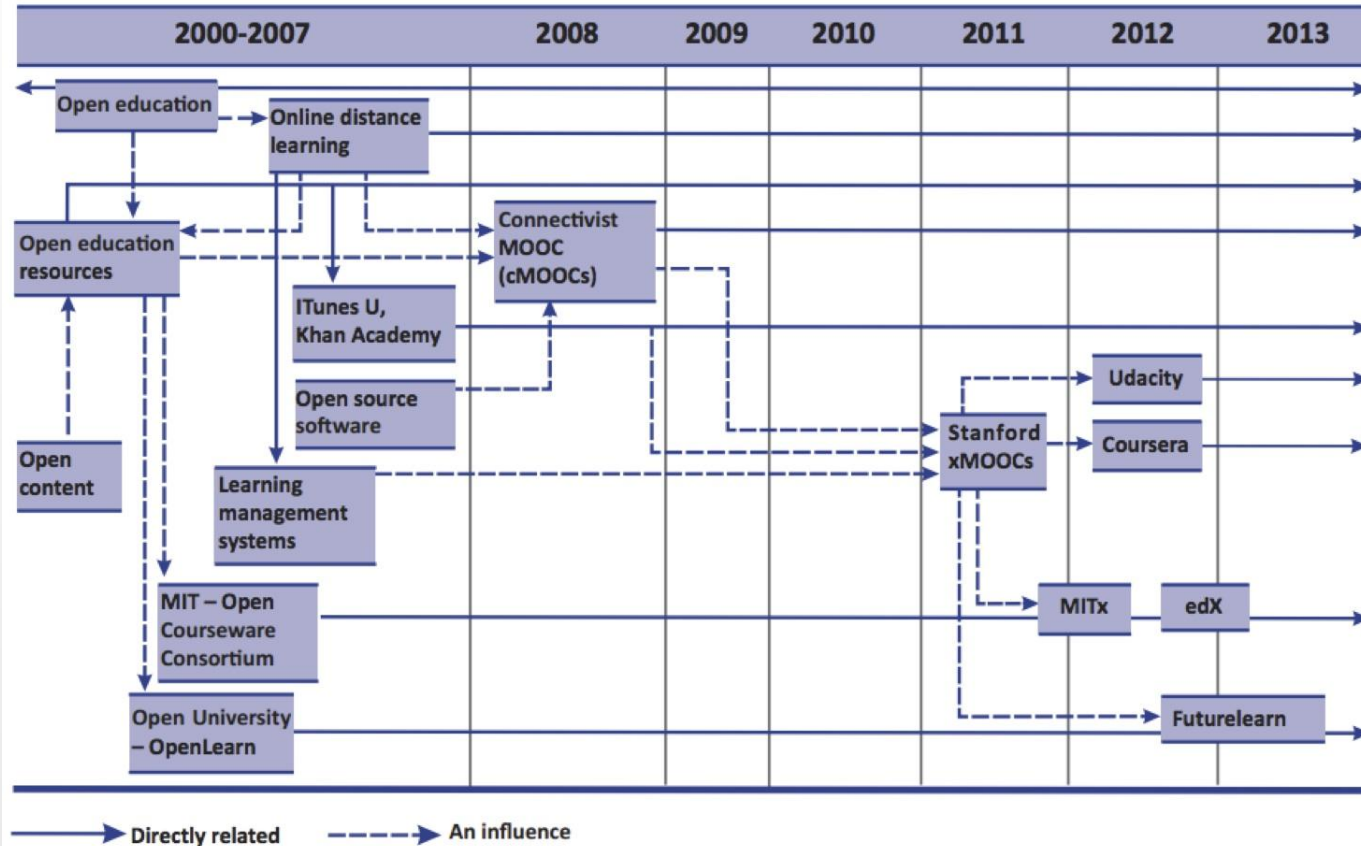 2000-2007
2008
2009
2010
2011
2012
2013
Open education
Online distance
learning
Open education
resources
Connectivist
MOOC
(cMOOCs)
ITunes U,
Khan Academy
Open source
software
Open
content
Learning
management
systems
Stanford
xMOOCs
Udacity
Coursera
MIT – Open
Courseware
Consortium
MITx
edX
Open University
– OpenLearn
Futurelearn
Directly related
An influence